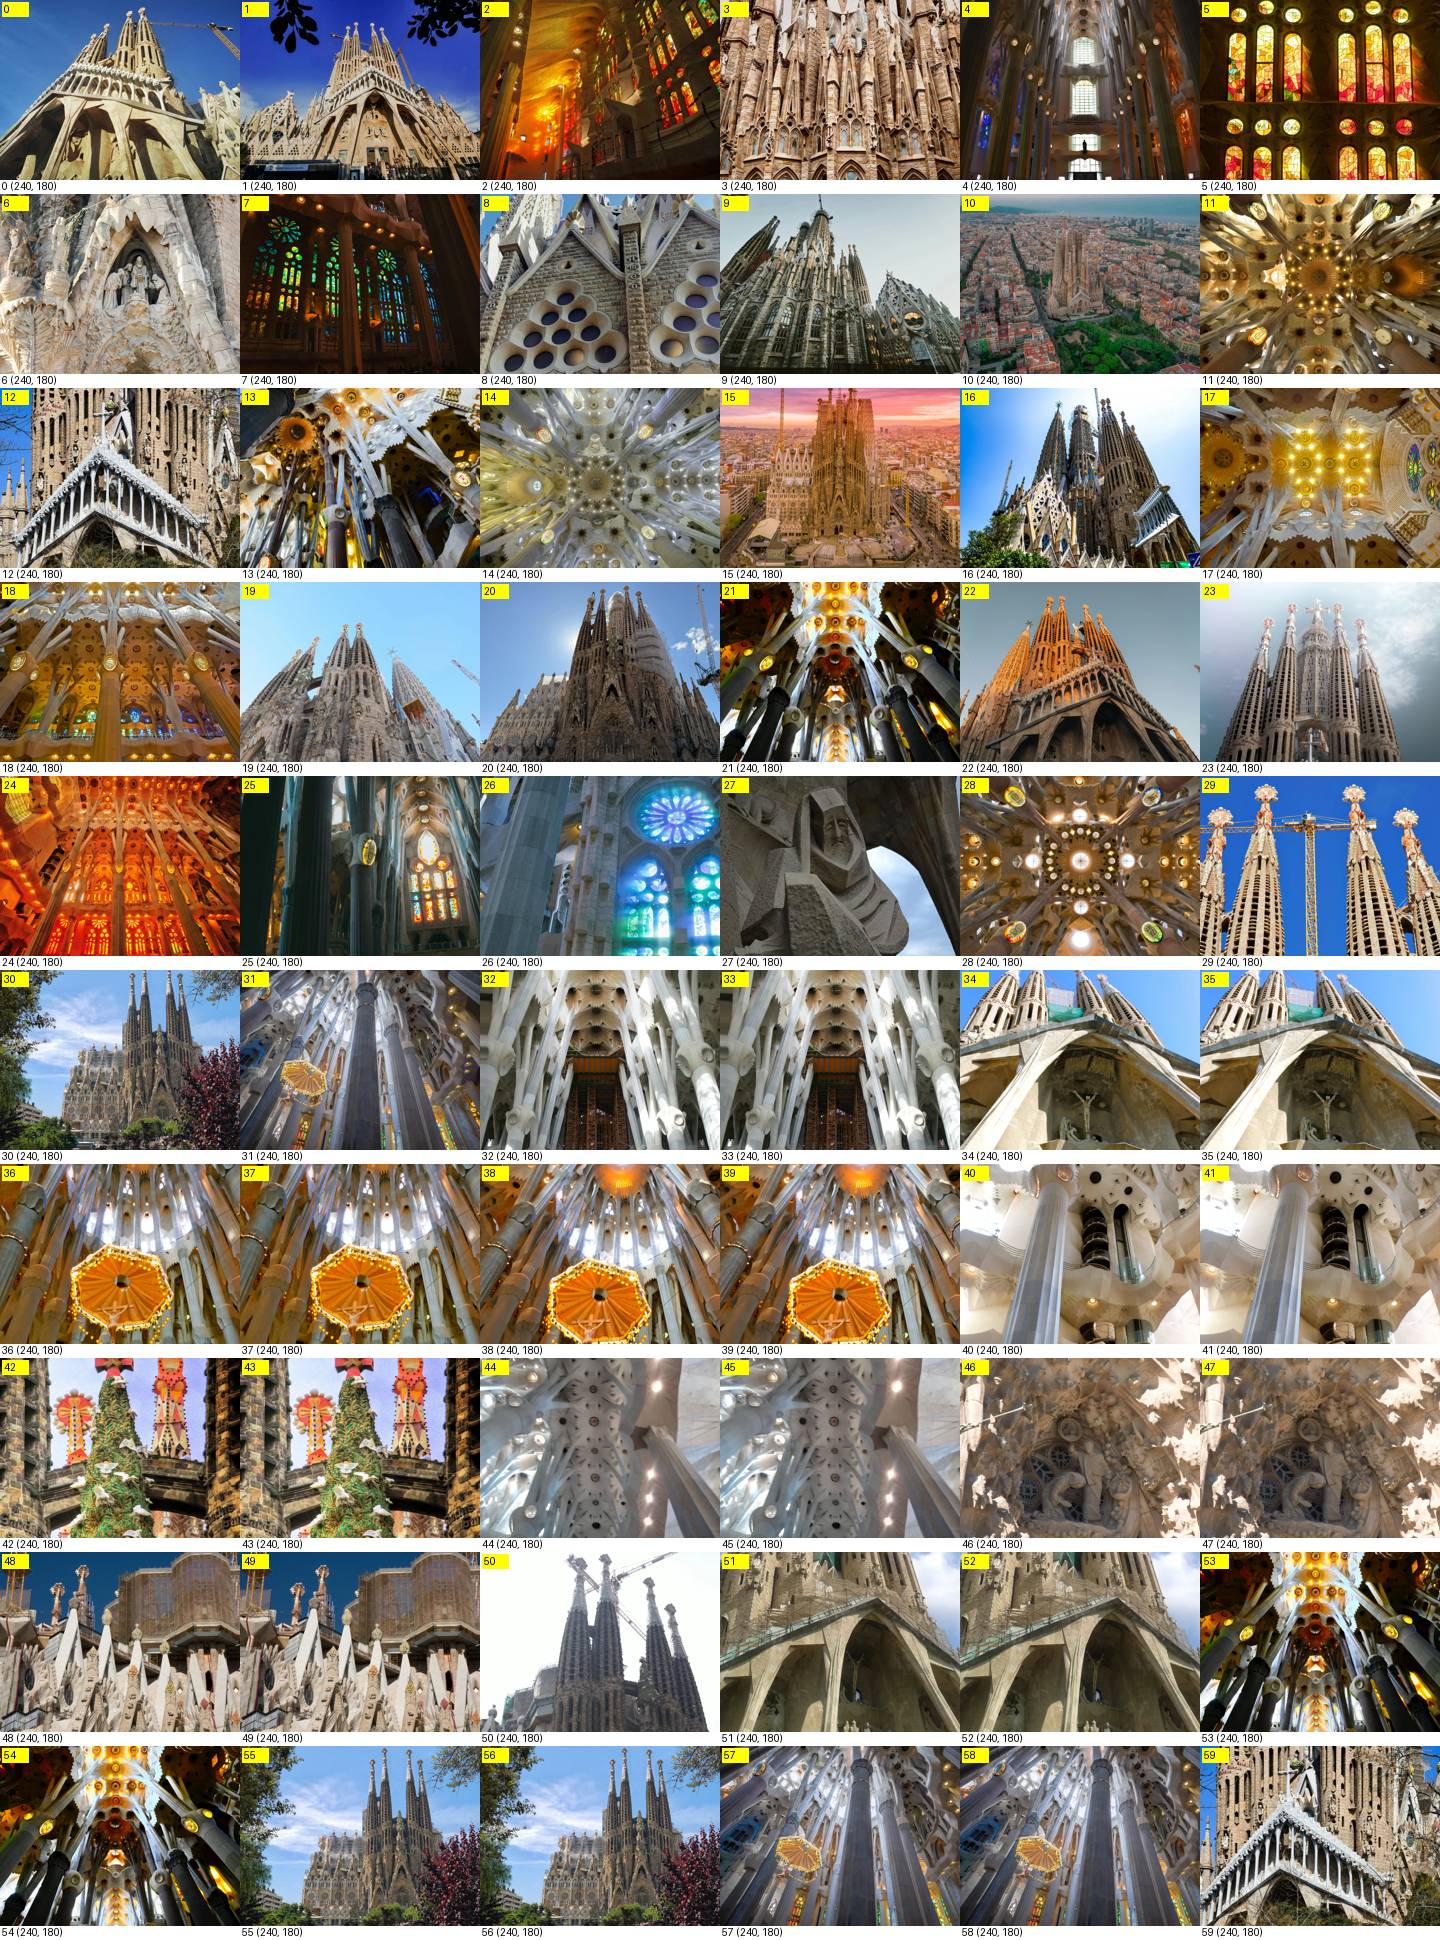 0 1 2 3 4 5
0 (240, 180) 1 (240, 180) 2 (240, 180) 3 (240, 180) 4 (240, 180) 5 (240, 180)
6 7 8 9 10 11
6 (240, 180) 7 (240, 180) 8 (240, 180) 9 (240, 180) 10 (240, 180) 11 (240, 180)
12 13 14 15 16 17
12 (240, 180) 13 (240, 180) 14 (240, 180) 15 (240, 180) 16 (240, 180) 17 (240, 180)
18 19 20 21 22 23
18 (240, 180) 19 (240, 180) 20 (240, 180) 21 (240, 180) 22 (240, 180) 23 (240, 180)
24 25 26 27 28 29
24 (240, 180) 25 (240, 180) 26 (240, 180) 27 (240, 180) 28 (240, 180) 29 (240, 180)
30 31 32 33 34 35
30 (240, 180) 31 (240, 180) 32 (240, 180) 33 (240, 180) 34 (240, 180) 35 (240, 180)
36 37 38 39 40 41
36 (240, 180) 37 (240, 180) 38 (240, 180) 39 (240, 180) 40 (240, 180) 41 (240, 180)
42 43 44 45 46 47
42 (240, 180) 43 (240, 180) 44 (240, 180) 45 (240, 180) 46 (240, 180) 47 (240, 180)
48 49 50 51 52 53
48 (240, 180) 49 (240, 180) 50 (240, 180) 51 (240, 180) 52 (240, 180) 53 (240, 180)
54 55 56 57 58 59
54 (240, 180) 55 (240, 180) 56 (240, 180) 57 (240, 180) 58 (240, 180) 59 (240, 180)